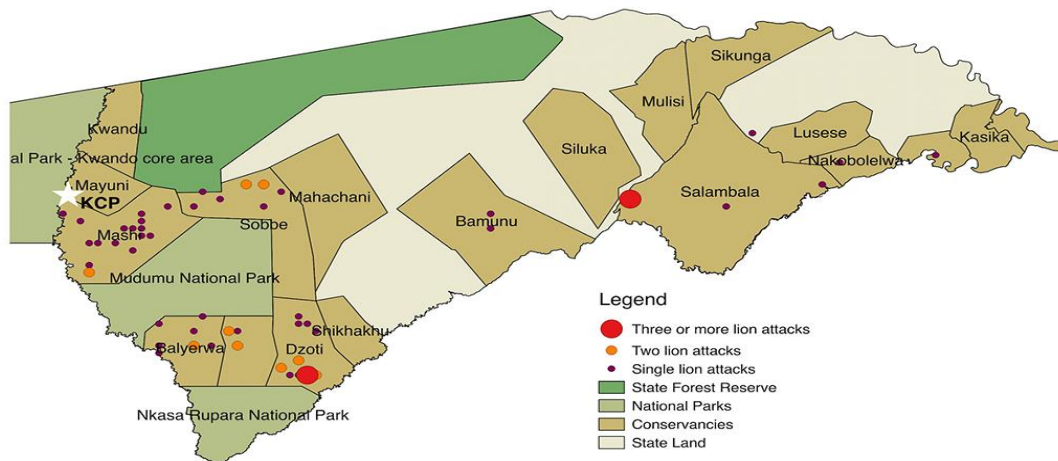 Sikunga
Mulisi
Kwandu
Lusese
Kasika
al Park - Kwando core area
Siluka
Nakobolelwa
Mayuni
KCP
Mahachani
Salambala
Bamunu
Sobbe
Mashi
Mudumu National Park
Legend
Shikhakhu
Three or more lion attacks
Balyerwa
Dzoti
Two lion attacks
Single lion attacks
State Forest Reserve
National Parks
Nkasa Rupara National Park
Conservancies
State Land